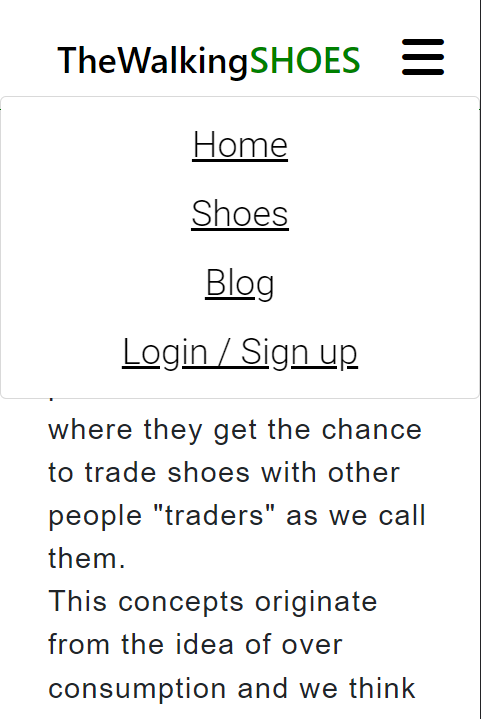 TheWalkingSHOES
Home
Shoes
Blog
Login / Sign up
where they get the chance
to trade shoes with other
people "traders" as we call
them.
This concepts originate
from the idea of over
consumption and we think